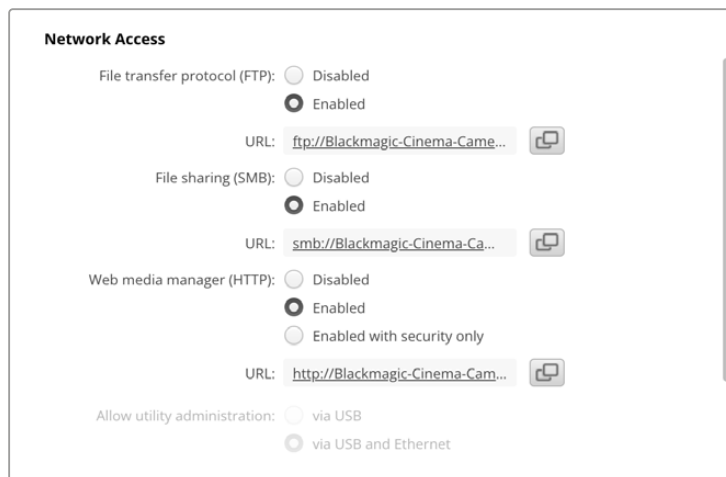 Network Access
File transfer protocol (FTP): Disabled
Enabled
URL: ftp://Blackmagic-Cinema-Came...
File sharing (SMB): Disabled
Enabled
URL: smb://Blackmagic-Cinema-Ca...
Web media manager (HTTP): Disabled
Enabled
Enabled with security only
URL: http://Blackmagic-Cinema-Cam...
Allow utility administration: via USB
via USB and Ethernet